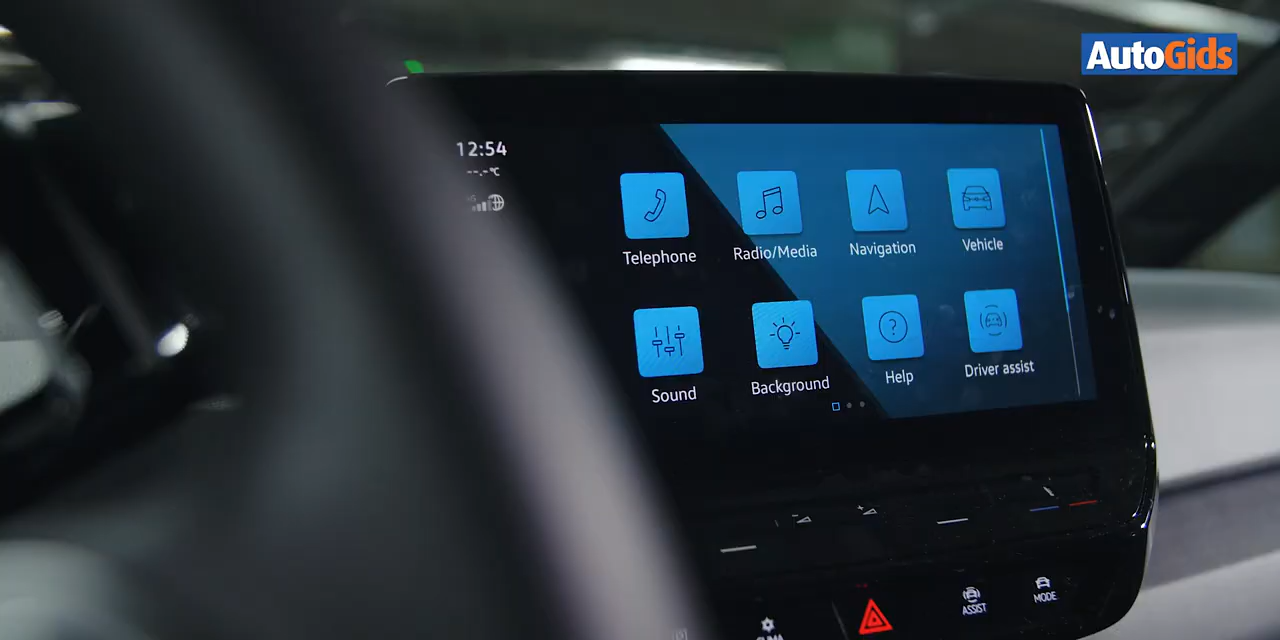 AutoGids
12:54
--.-°C
Telephone
Radio/Media
Navigation
Vehicle
Sound
Background
Help
Driver assist
ASSIST
MODE